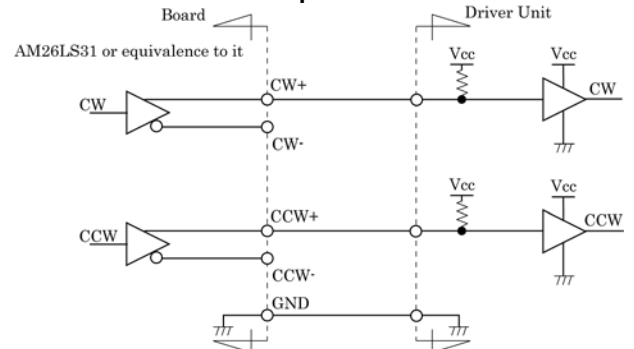 Board
Driver Unit
AM26LS31 or equivalence to it
Vcc
Vcc
CW+
CW
CW
CW-
Vcc
Vcc
CCW+
CCW
CCW
CCW-
GND